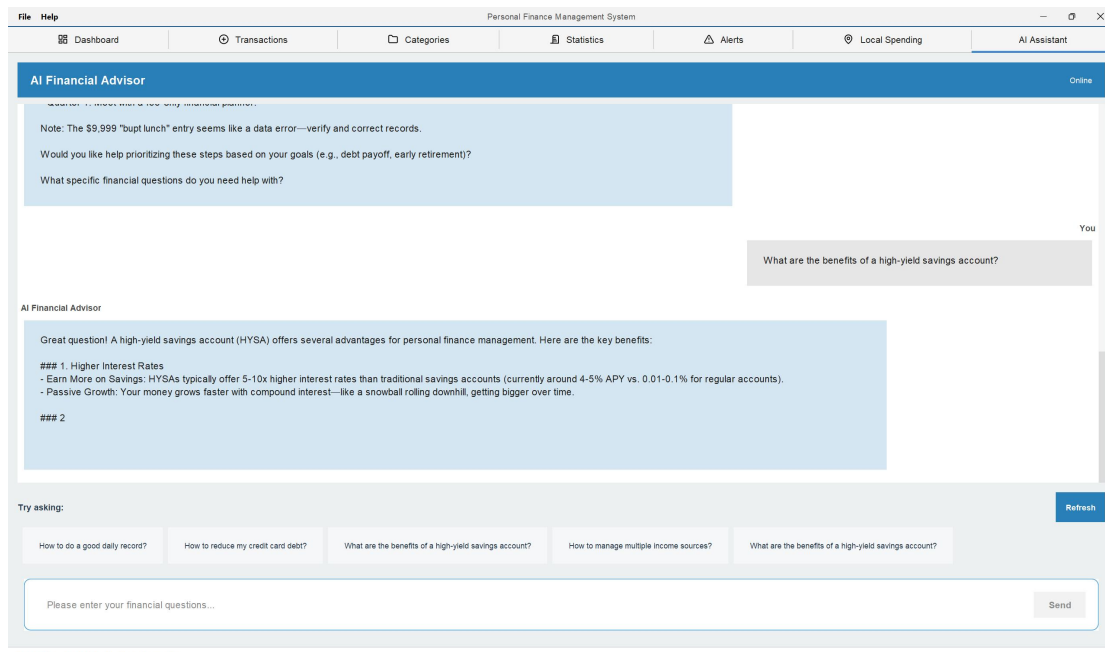 File Help
Personal Finance Management System
Dashboard
Transactions
Categories
Statistics
Alerts
Local Spending
AI Assistant
AI Financial Advisor
Online
Note: The $9,999 "bupt lunch" entry seems like a data error—verify and correct records.
Would you like help prioritizing these steps based on your goals (e.g., debt payoff, early retirement)?
What specific financial questions do you need help with?
You
What are the benefits of a high-yield savings account?
AI Financial Advisor
Great question! A high-yield savings account (HYSA) offers several advantages for personal finance management. Here are the key benefits:
### 1. Higher Interest Rates
- Earn More on Savings: HYSAs typically offer 5-10x higher interest rates than traditional savings accounts (currently around 4-5% APY vs. 0.01-0.1% for regular accounts).
- Passive Growth: Your money grows faster with compound interest—like a snowball rolling downhill, getting bigger over time.
### 2
Try asking:
Refresh
How to do a good daily record?
How to reduce my credit card debt?
What are the benefits of a high-yield savings account?
How to manage multiple income sources?
What are the benefits of a high-yield savings account?
Please enter your financial questions...
Send